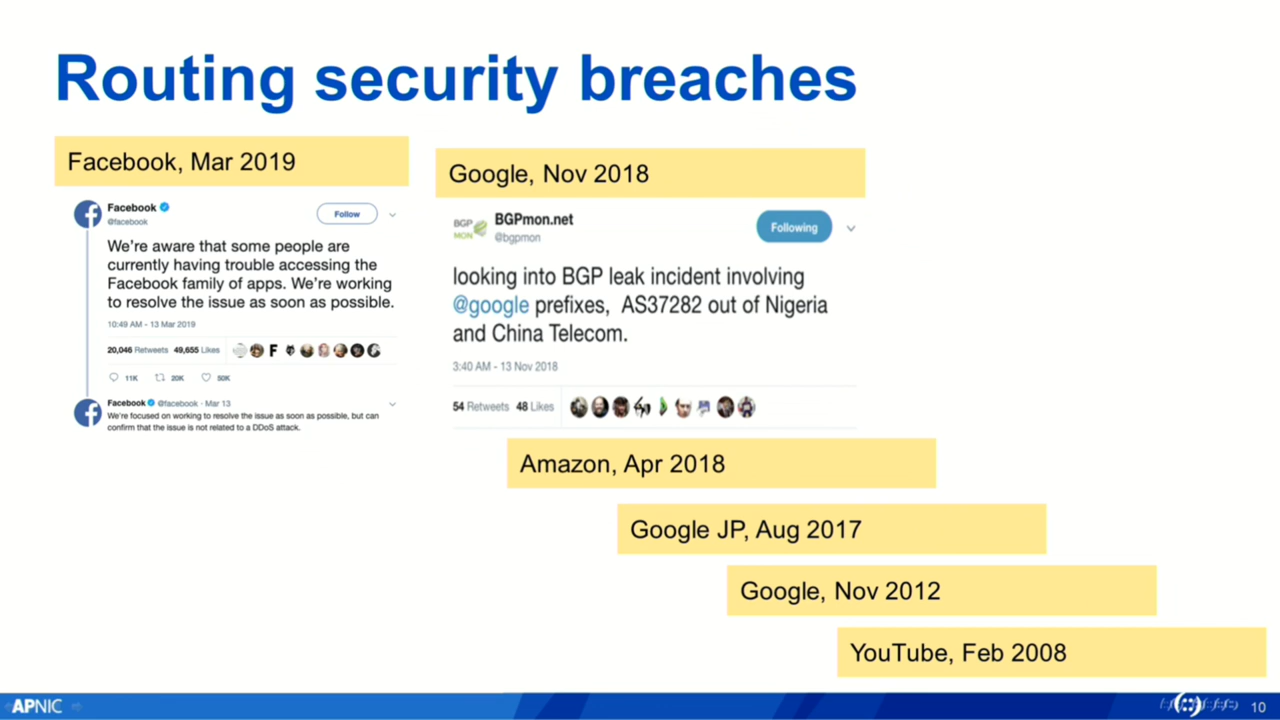 Routing security breaches
Facebook, Mar 2019
Facebook
@facebook
Follow
We're aware that some people are
currently having trouble accessing the
Facebook family of apps. We're working
to resolve the issue as soon as possible.
10:49 AM - 13 Mar 2019
20,046 Retweets 49,655 Likes
11K 20K 50K
Facebook @facebook · Mar 13
We're focused on working to resolve the issue as soon as possible, but can
confirm that the issue is not related to a DDoS attack.
Google, Nov 2018
BGP
MON
BGPmon.net
@bgpmon
Following
looking into BGP leak incident involving
@google prefixes, AS37282 out of Nigeria
and China Telecom.
3:40 AM - 13 Nov 2018
54 Retweets 48 Likes
Amazon, Apr 2018
Google JP, Aug 2017
Google, Nov 2012
YouTube, Feb 2008
APNIC
10